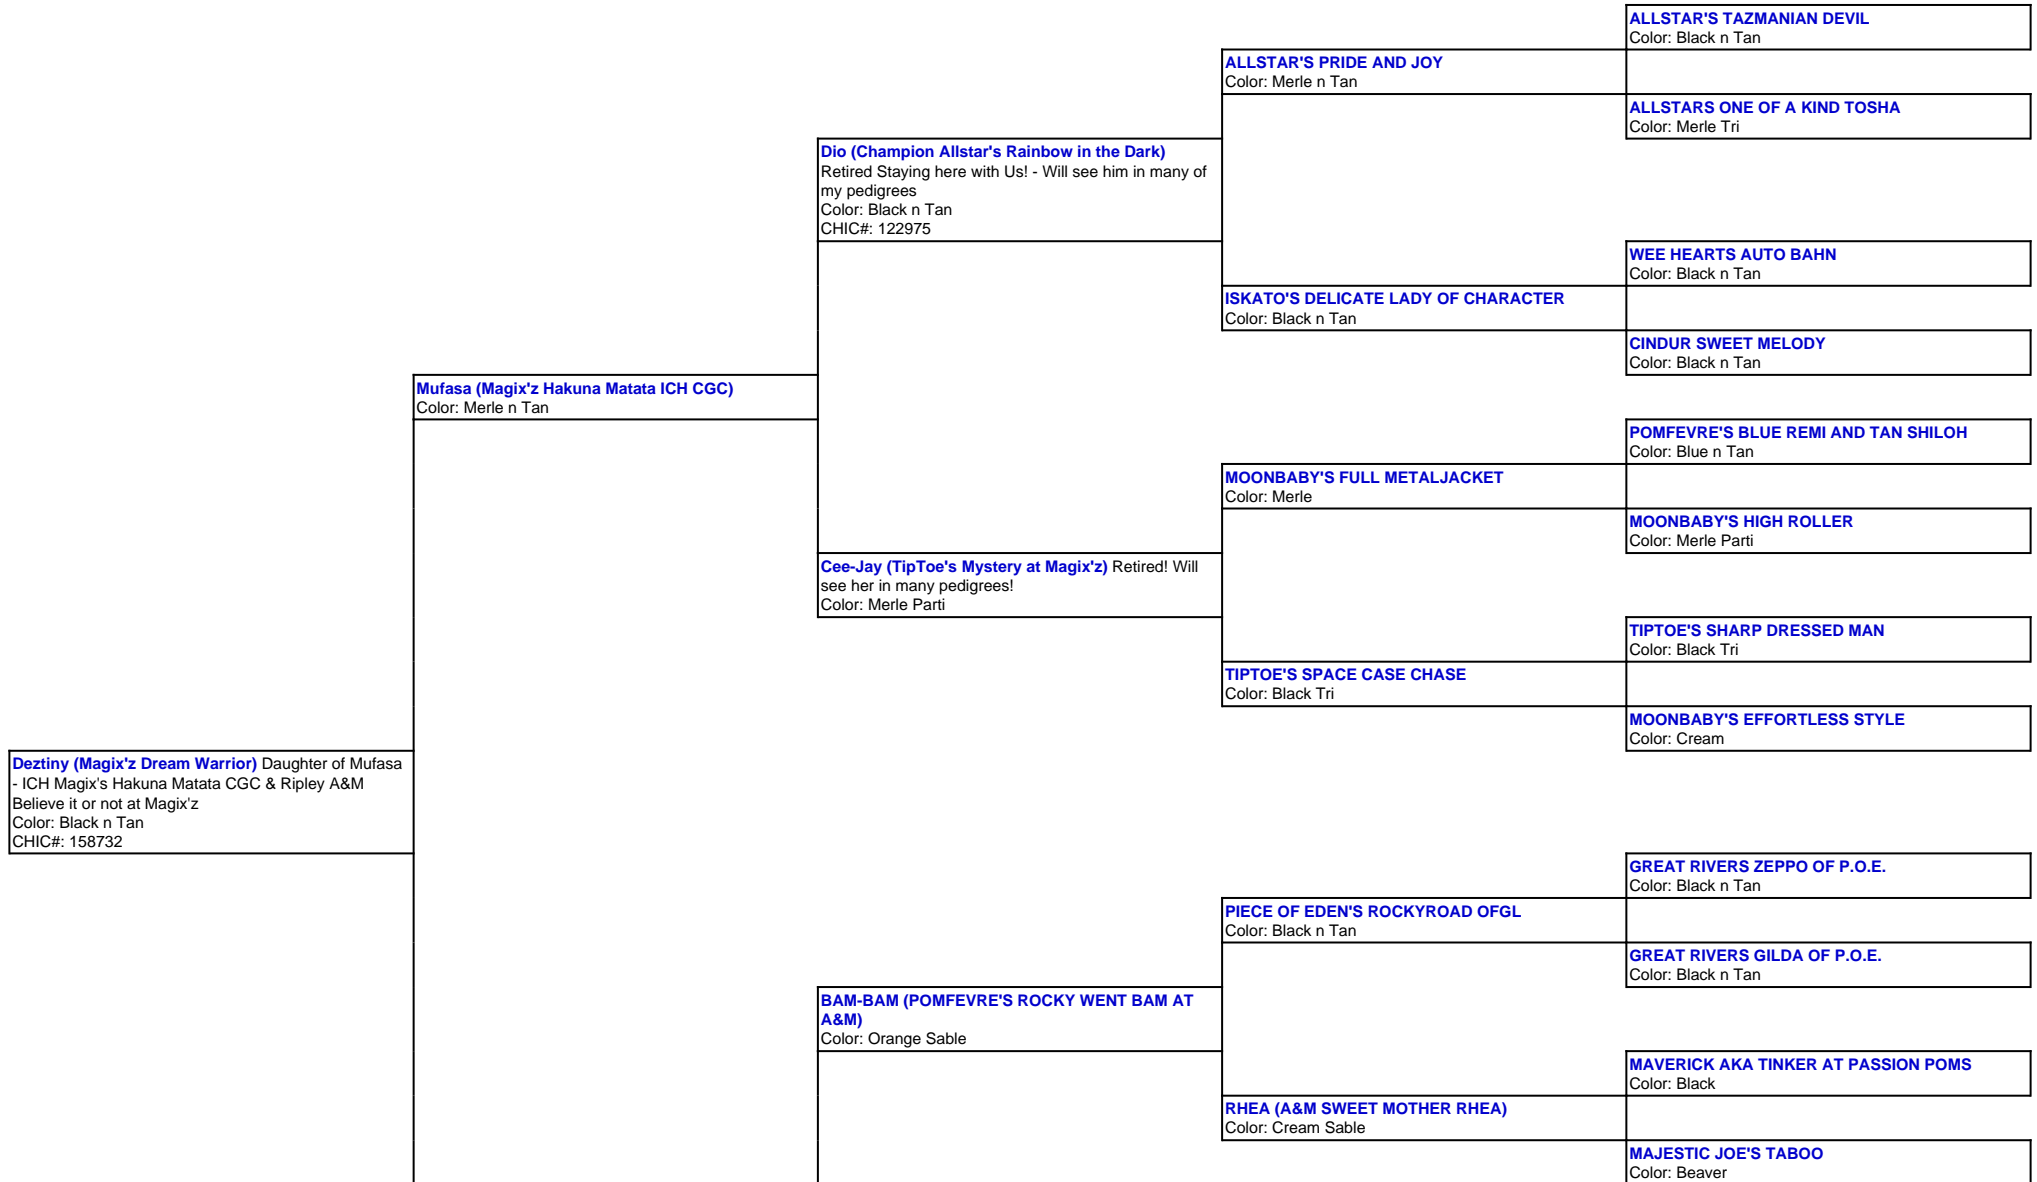 ALLSTAR'S TAZMANIAN DEVIL
Color: Black n Tan
ALLSTAR'S PRIDE AND JOY
Color: Merle n Tan
ALLSTARS ONE OF A KIND TOSHA
Color: Merle Tri
Dio (Champion Allstar's Rainbow in the Dark)
Retired Staying here with Us! - Will see him in many of
my pedigrees
Color: Black n Tan
CHIC#: 122975
WEE HEARTS AUTO BAHN
Color: Black n Tan
ISKATO'S DELICATE LADY OF CHARACTER
Color: Black n Tan
CINDUR SWEET MELODY
Color: Black n Tan
Mufasa (Magix'z Hakuna Matata ICH CGC)
Color: Merle n Tan
POMFEVRE'S BLUE REMI AND TAN SHILOH
Color: Blue n Tan
MOONBABY'S FULL METALJACKET
Color: Merle
MOONBABY'S HIGH ROLLER
Color: Merle Parti
Cee-Jay (TipToe's Mystery at Magix'z) Retired! Will
see her in many pedigrees!
Color: Merle Parti
TIPTOE'S SHARP DRESSED MAN
Color: Black Tri
TIPTOE'S SPACE CASE CHASE
Color: Black Tri
MOONBABY'S EFFORTLESS STYLE
Color: Cream
Deztiny (Magix'z Dream Warrior) Daughter of Mufasa
- ICH Magix's Hakuna Matata CGC & Ripley A&M
Believe it or not at Magix'z
Color: Black n Tan
CHIC#: 158732
GREAT RIVERS ZEPPO OF P.O.E.
Color: Black n Tan
PIECE OF EDEN'S ROCKYROAD OFGL
Color: Black n Tan
GREAT RIVERS GILDA OF P.O.E.
Color: Black n Tan
BAM-BAM (POMFEVRE'S ROCKY WENT BAM AT
A&M)
Color: Orange Sable
MAVERICK AKA TINKER AT PASSION POMS
Color: Black
RHEA (A&M SWEET MOTHER RHEA)
Color: Cream Sable
MAJESTIC JOE'S TABOO
Color: Beaver